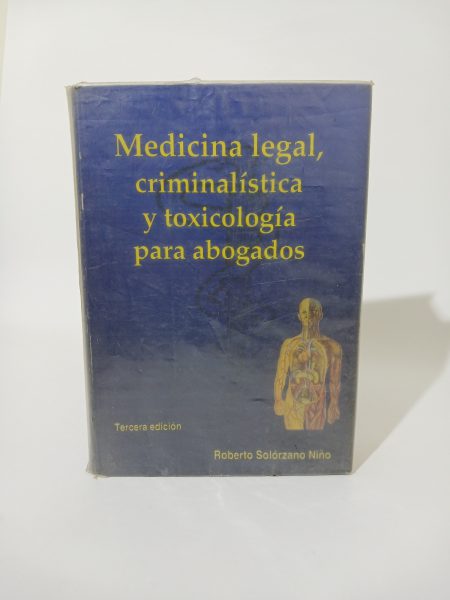 Medicina legal,
criminalística
y toxicología
para abogados
Tercera edición
Roberto Solórzano Niño